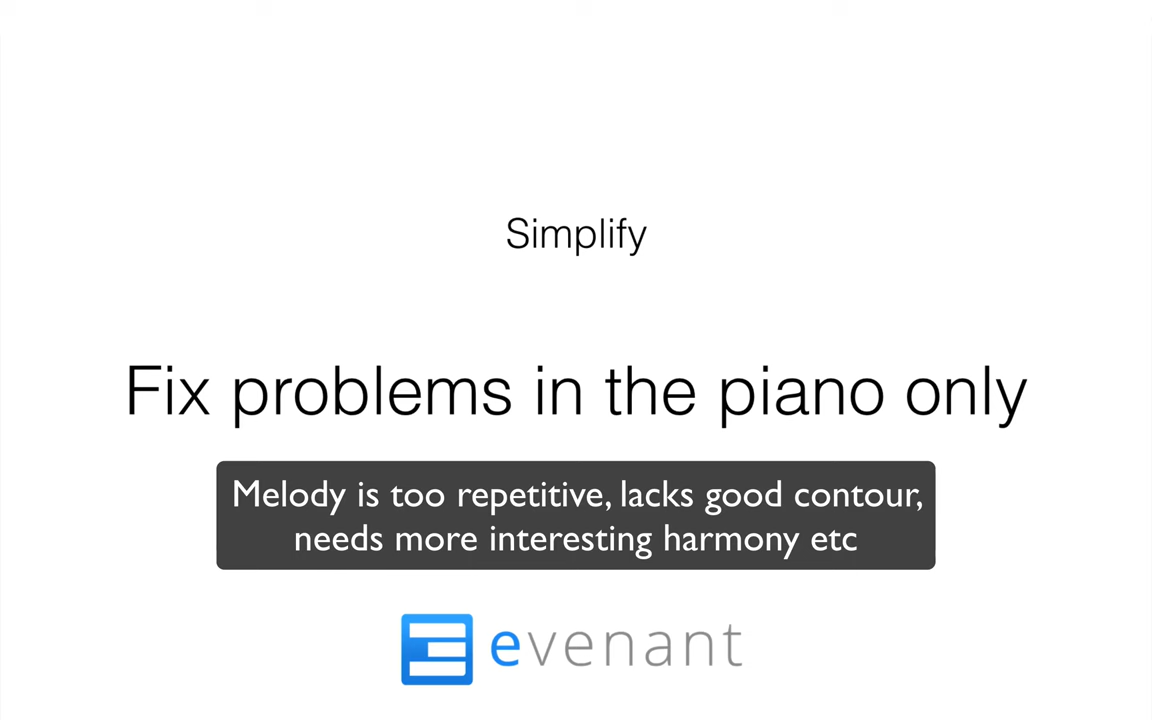 Simplify
Fix problems in the piano only
Melody is too repetitive, lacks good contour,
needs more interesting harmony etc
evenant